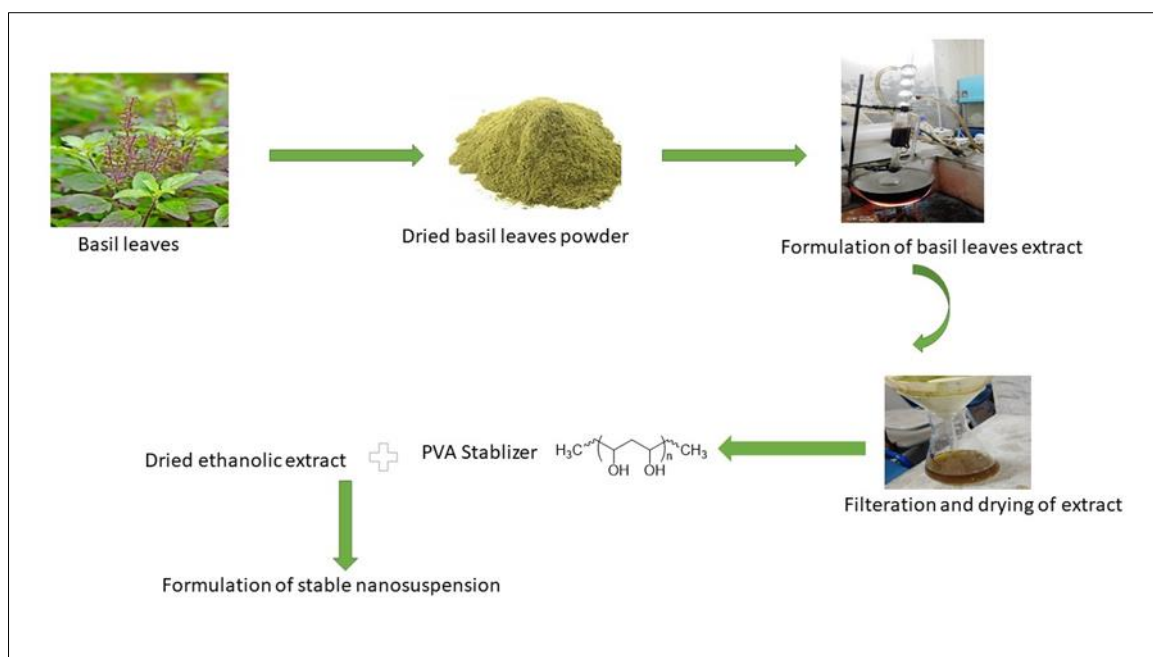 Basil leaves
Dried basil leaves powder
Formulation of basil leaves extract
Filteration and drying of extract
Dried ethanolic extract
PVA Stablizer
H₃C
OH
OH
n
CH₃
Formulation of stable nanosuspension